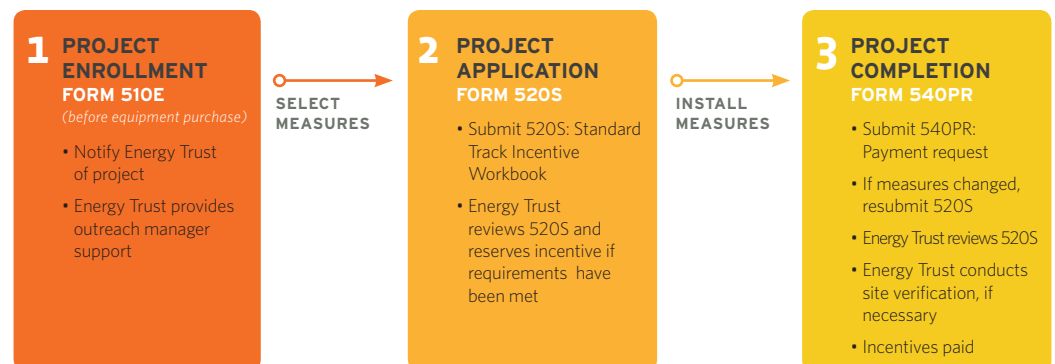 1 PROJECT
ENROLLMENT
FORM 510E
(before equipment purchase)
• Notify Energy Trust
of project
• Energy Trust provides
outreach manager
support
SELECT
MEASURES
2 PROJECT
APPLICATION
FORM 520S
• Submit 520S: Standard
Track Incentive
Workbook
• Energy Trust
reviews 520S and
reserves incentive if
requirements have
been met
INSTALL
MEASURES
3 PROJECT
COMPLETION
FORM 540PR
• Submit 540PR:
Payment request
• If measures changed,
resubmit 520S
• Energy Trust reviews 520S
• Energy Trust conducts
site verification, if
necessary
• Incentives paid